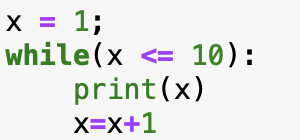 x = 1;
while(x <= 10):
    print(x)
    x=x+1